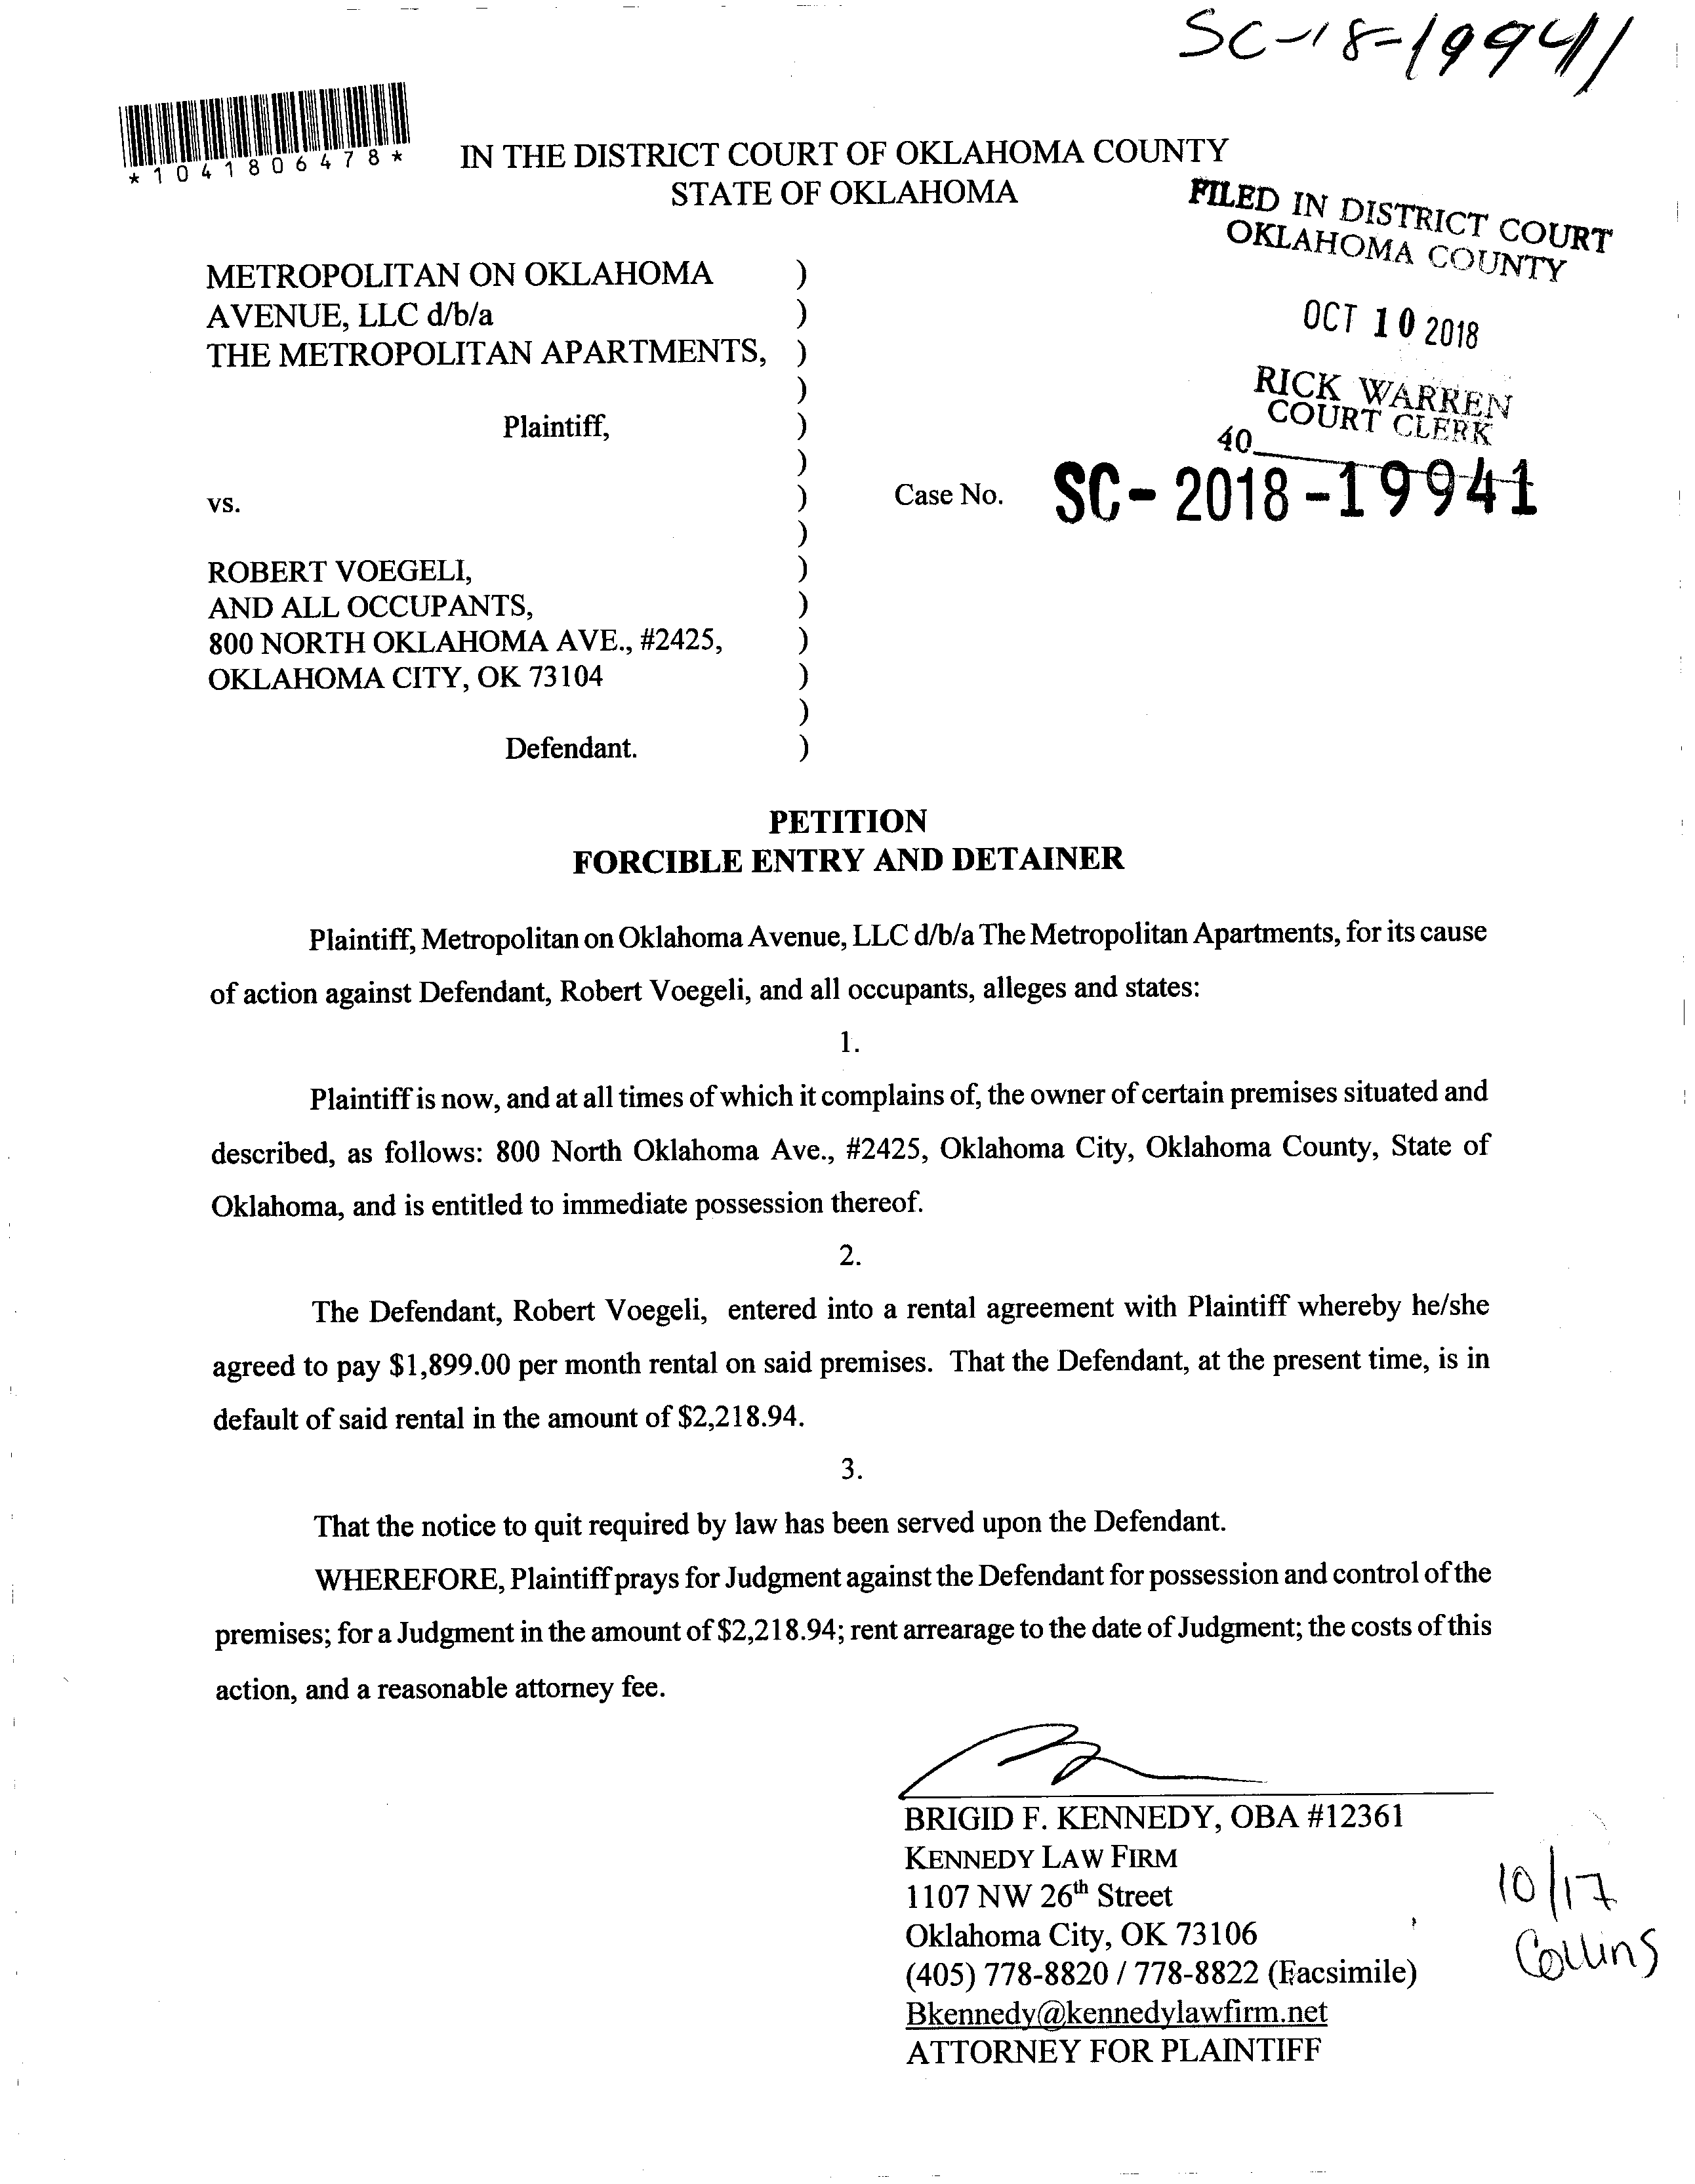 SC-18-19941
*1041806478*
IN THE DISTRICT COURT OF OKLAHOMA COUNTY
STATE OF OKLAHOMA
FILED IN DISTRICT COURT
OKLAHOMA COUNTY
OCT 10 2018
RICK WARREN
COURT CLERK
40
METROPOLITAN ON OKLAHOMA )
AVENUE, LLC d/b/a )
THE METROPOLITAN APARTMENTS, )
)
Plaintiff, )
)
vs. ) Case No. SC-2018-19941
)
ROBERT VOEGELI, )
AND ALL OCCUPANTS, )
800 NORTH OKLAHOMA AVE., #2425, )
OKLAHOMA CITY, OK 73104 )
)
Defendant. )
PETITION
FORCIBLE ENTRY AND DETAINER
Plaintiff, Metropolitan on Oklahoma Avenue, LLC d/b/a The Metropolitan Apartments, for its cause
of action against Defendant, Robert Voegeli, and all occupants, alleges and states:
1.
Plaintiff is now, and at all times of which it complains of, the owner of certain premises situated and
described, as follows: 800 North Oklahoma Ave., #2425, Oklahoma City, Oklahoma County, State of
Oklahoma, and is entitled to immediate possession thereof.
2.
The Defendant, Robert Voegeli, entered into a rental agreement with Plaintiff whereby he/she
agreed to pay $1,899.00 per month rental on said premises. That the Defendant, at the present time, is in
default of said rental in the amount of $2,218.94.
3.
That the notice to quit required by law has been served upon the Defendant.
WHEREFORE, Plaintiff prays for Judgment against the Defendant for possession and control of the
premises; for a Judgment in the amount of $2,218.94; rent arrearage to the date of Judgment; the costs of this
action, and a reasonable attorney fee.
BRIGID F. KENNEDY, OBA #12361
KENNEDY LAW FIRM
1107 NW 26th Street
Oklahoma City, OK 73106
(405) 778-8820 / 778-8822 (Facsimile)
Bkennedy@kennedylawfirm.net
ATTORNEY FOR PLAINTIFF
10/17
Collins